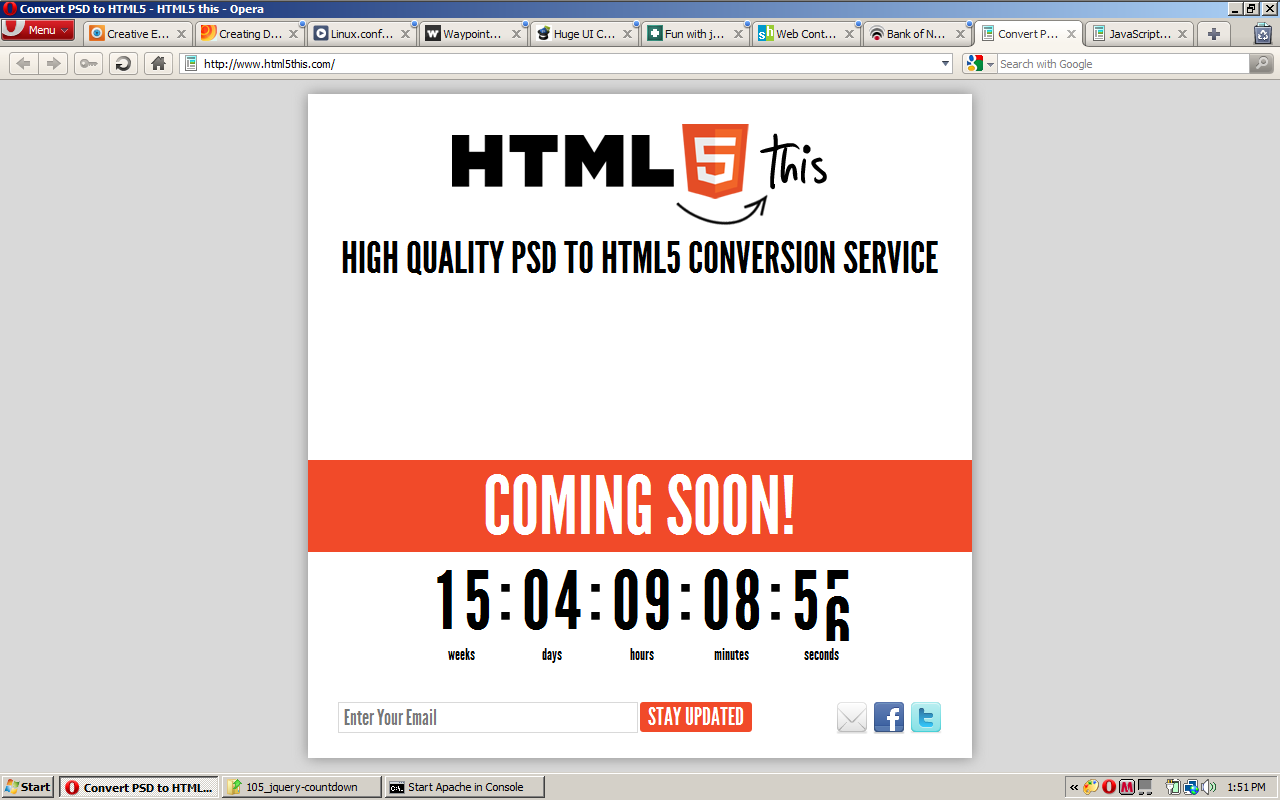 Convert PSD to HTML5 - HTML5 this - Opera
Menu
Creative E...
Creating D...
Linux.conf...
Waypoint...
Huge UI C...
Fun with j...
Web Cont...
Bank of N...
Convert P...
JavaScript...
http://www.html5this.com/
Search with Google
HTML 5 this
HIGH QUALITY PSD TO HTML5 CONVERSION SERVICE
COMING SOON!
15:04:09:08:5
weeks days hours minutes seconds
Enter Your Email STAY UPDATED
Start
Convert PSD to HTML...
105_jquery-countdown
Start Apache in Console
1:51 PM